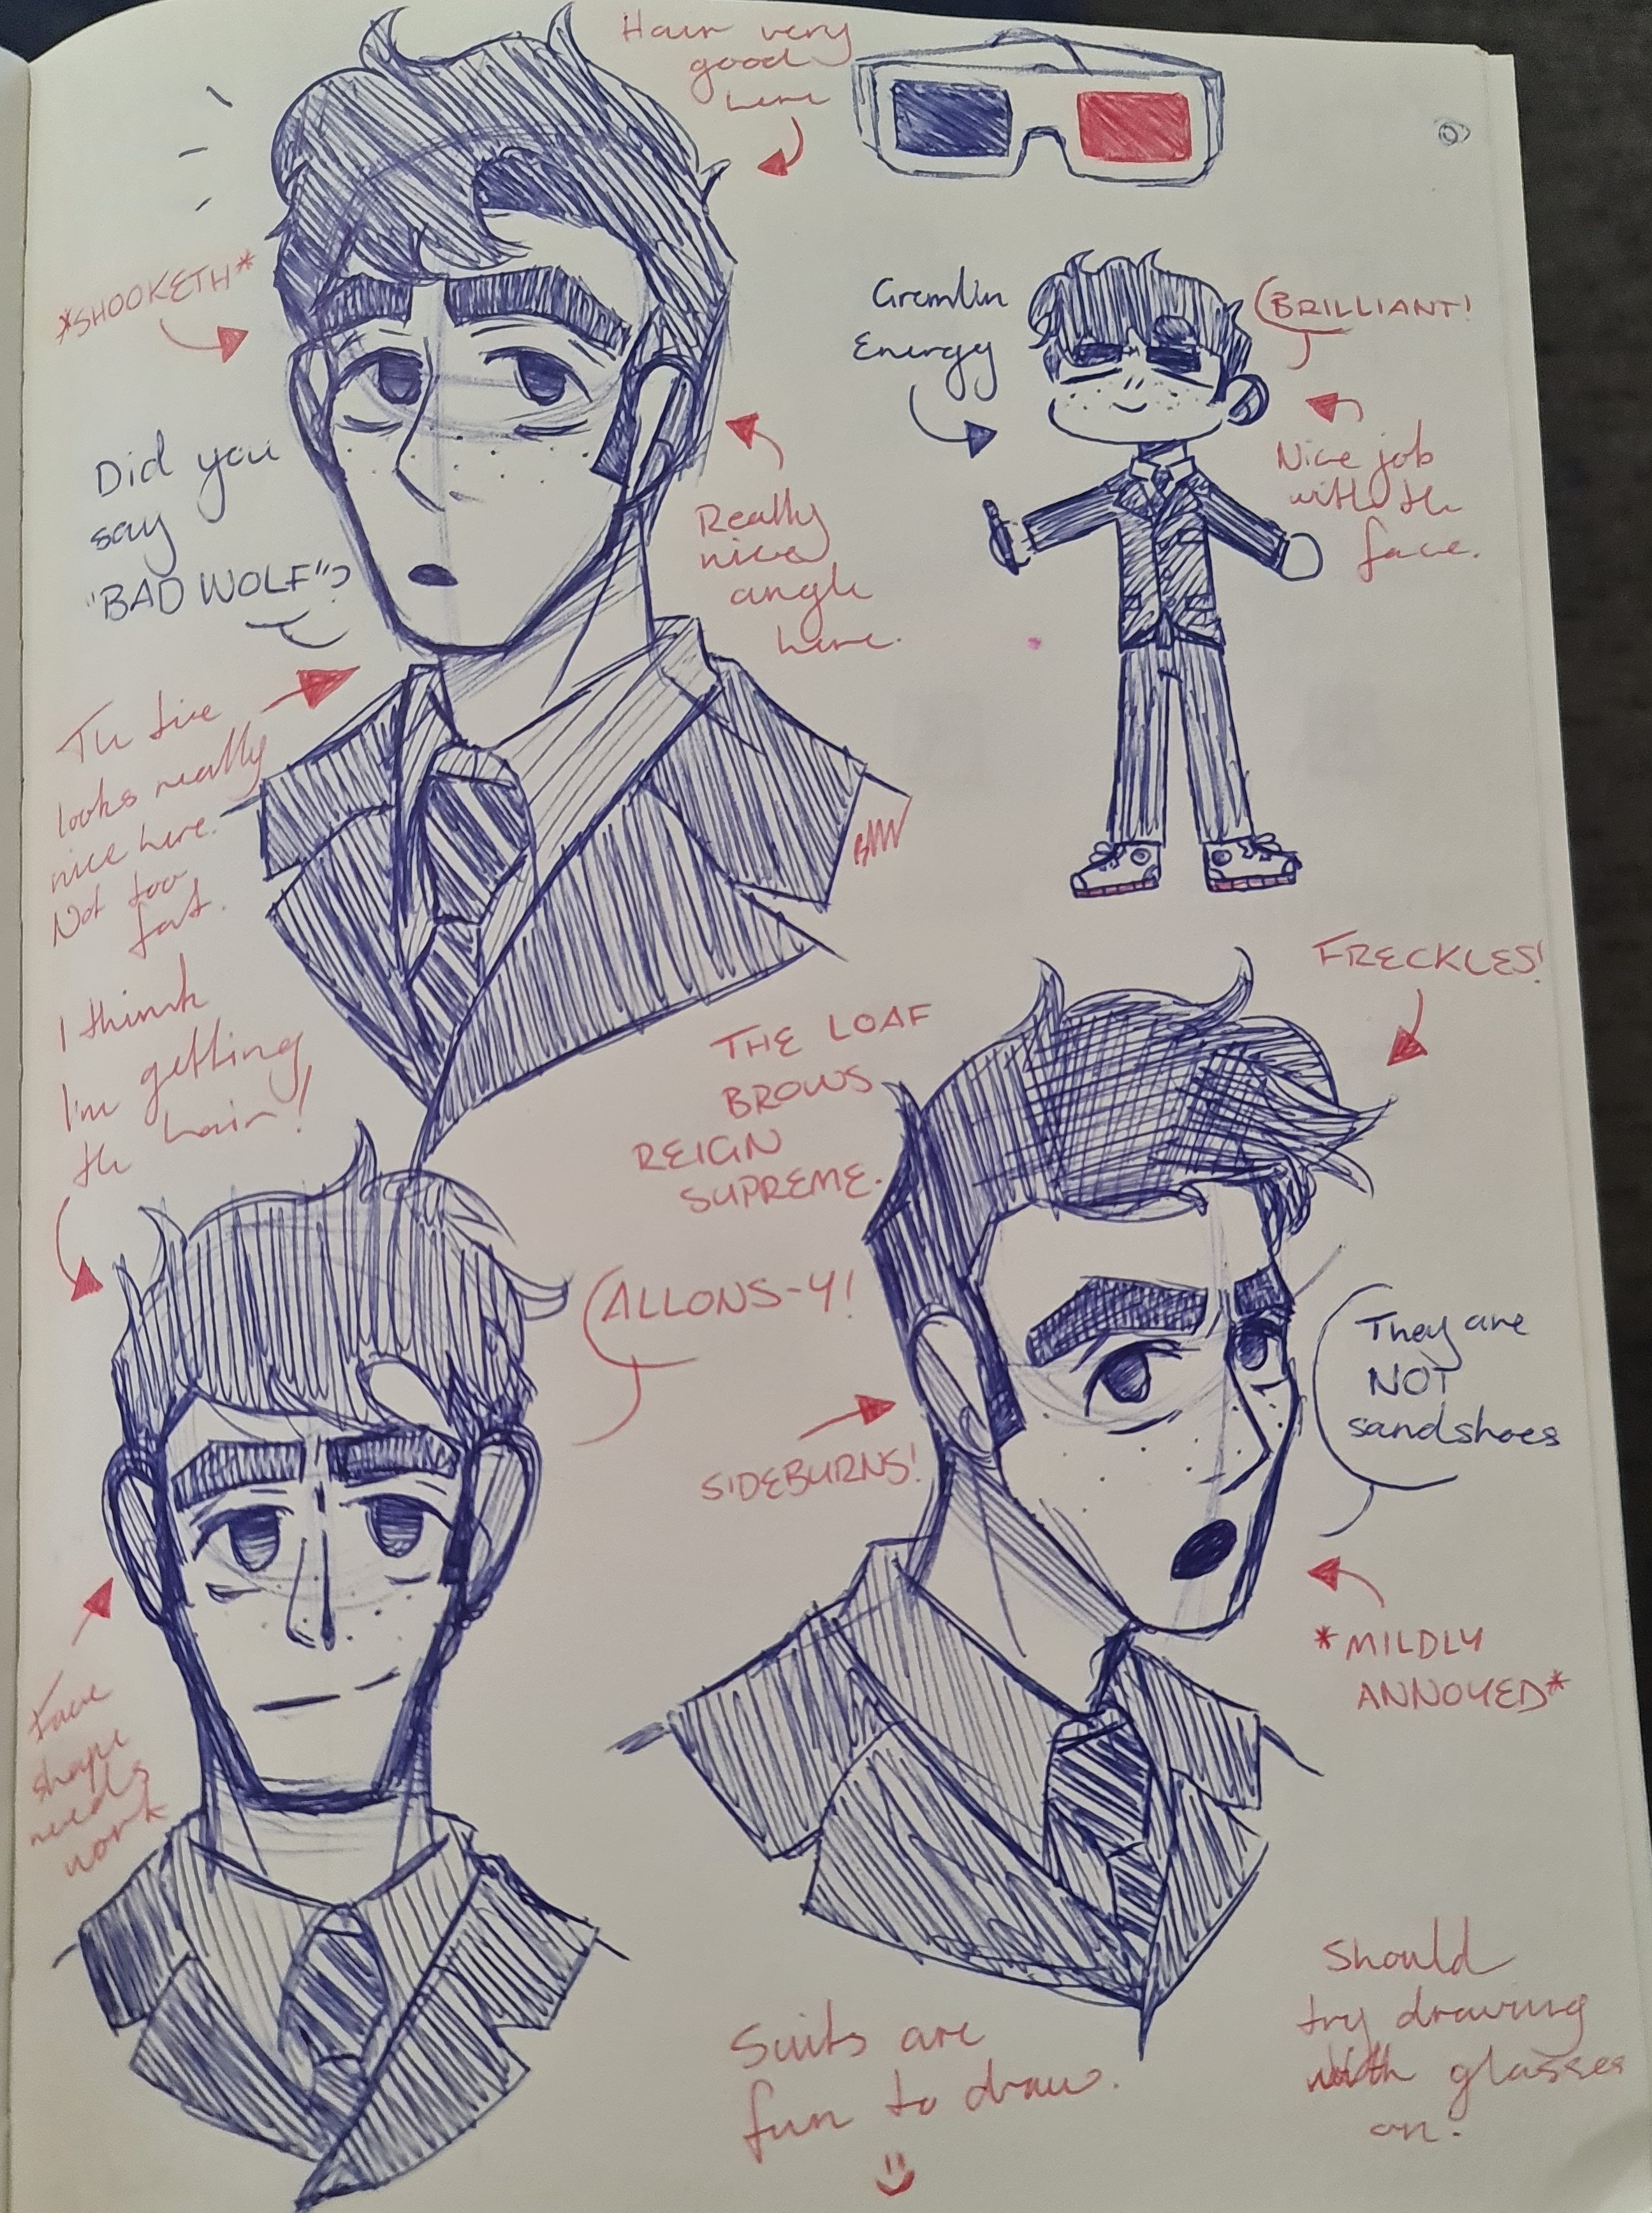 Hair very
good
here
*SHOOKETH*
Did you
say
"BAD WOLF"?
Really
nice
angle
here.
Gremlin
Energy
BRILLIANT!
Nice job
with the
face.
The tie
looks really
nice here.
Not too
fat.
I think
I'm getting
the hair!
THE LOAF
BROWS
REIGN
SUPREME.
FRECKLES!
ALLONS-Y!
SIDEBURNS!
They are
NOT
sandshoes
*MILDLY
ANNOYED*
Face
shape
needs
work
Suits are
fun to draw.
Should
try drawing
with glasses
on.